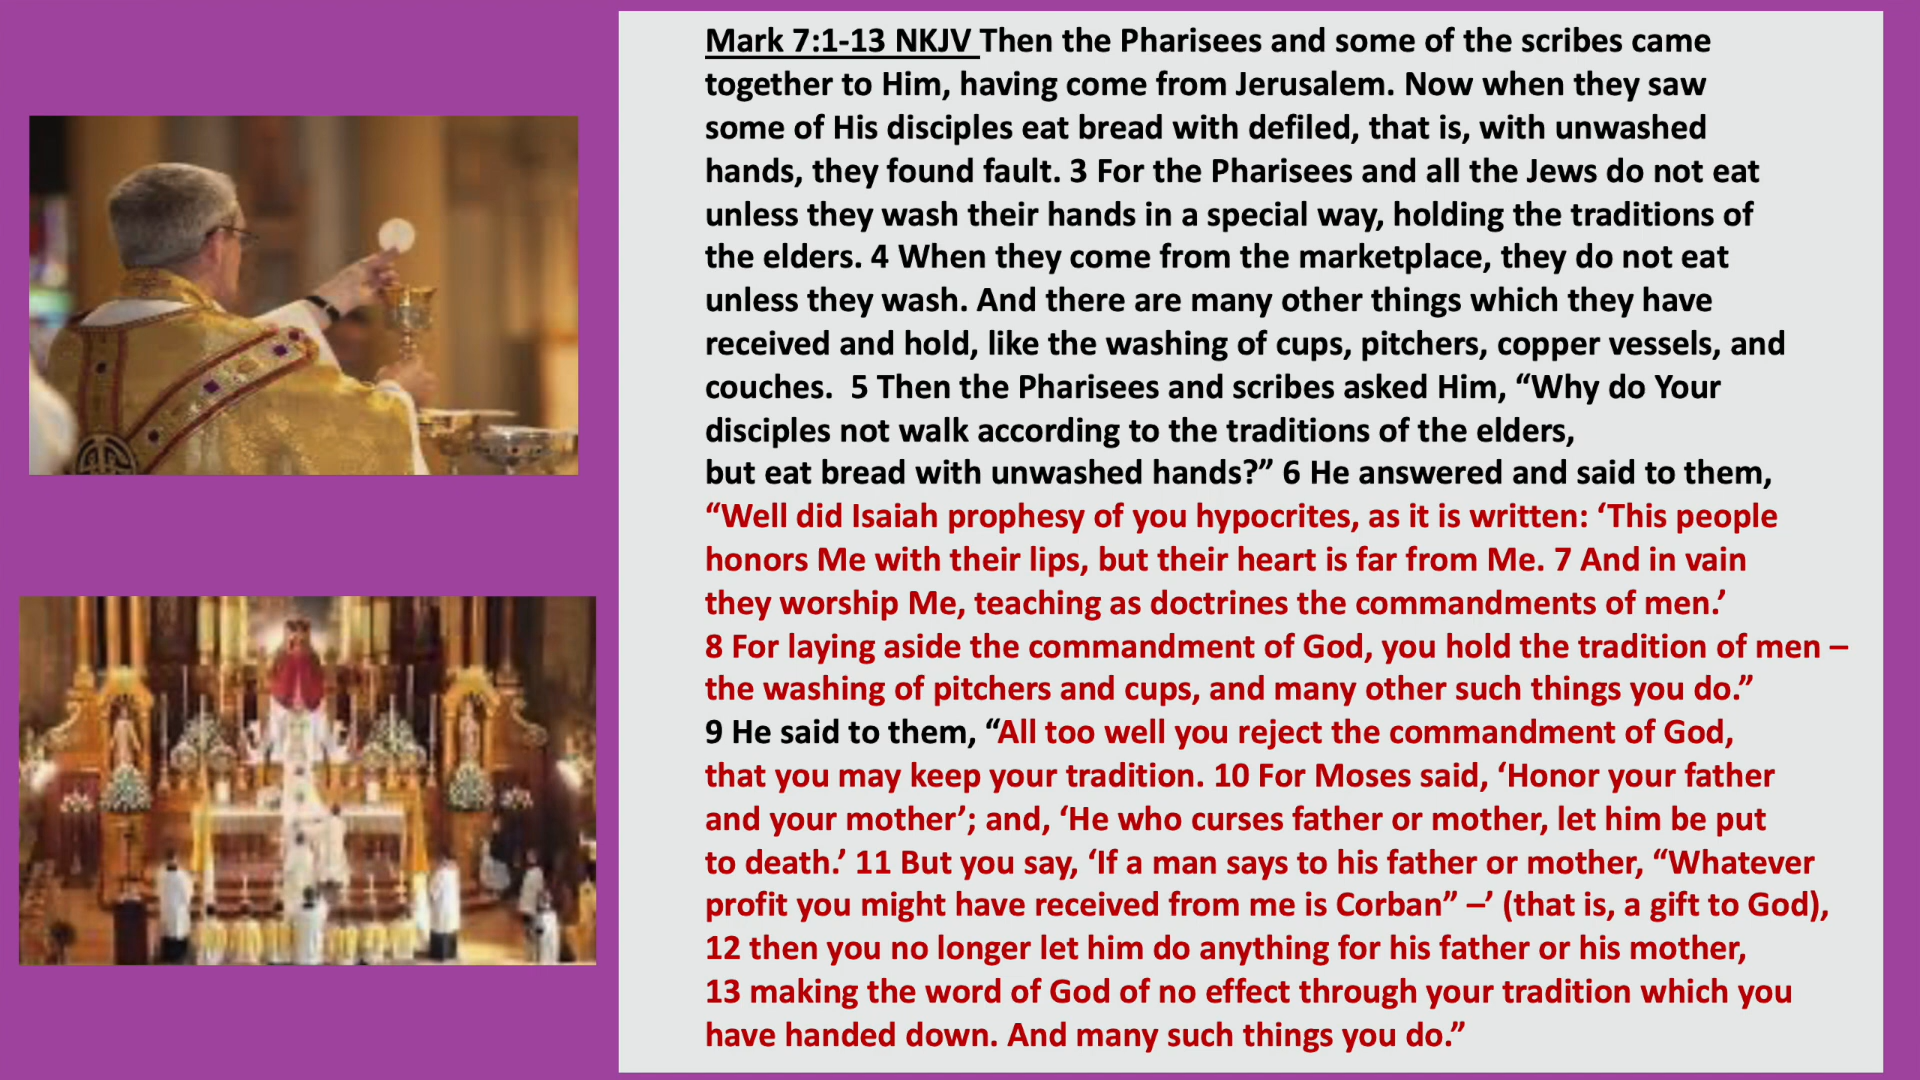 Mark 7:1-13 NKJV Then the Pharisees and some of the scribes came
together to Him, having come from Jerusalem. Now when they saw
some of His disciples eat bread with defiled, that is, with unwashed
hands, they found fault. 3 For the Pharisees and all the Jews do not eat
unless they wash their hands in a special way, holding the traditions of
the elders. 4 When they come from the marketplace, they do not eat
unless they wash. And there are many other things which they have
received and hold, like the washing of cups, pitchers, copper vessels, and
couches.  5 Then the Pharisees and scribes asked Him, “Why do Your
disciples not walk according to the traditions of the elders,
but eat bread with unwashed hands?” 6 He answered and said to them,
“Well did Isaiah prophesy of you hypocrites, as it is written: ‘This people
honors Me with their lips, but their heart is far from Me. 7 And in vain
they worship Me, teaching as doctrines the commandments of men.’
8 For laying aside the commandment of God, you hold the tradition of men –
the washing of pitchers and cups, and many other such things you do.”
9 He said to them, “All too well you reject the commandment of God,
that you may keep your tradition. 10 For Moses said, ‘Honor your father
and your mother’; and, ‘He who curses father or mother, let him be put
to death.’ 11 But you say, ‘If a man says to his father or mother, “Whatever
profit you might have received from me is Corban” –’ (that is, a gift to God),
12 then you no longer let him do anything for his father or his mother,
13 making the word of God of no effect through your tradition which you
have handed down. And many such things you do.”